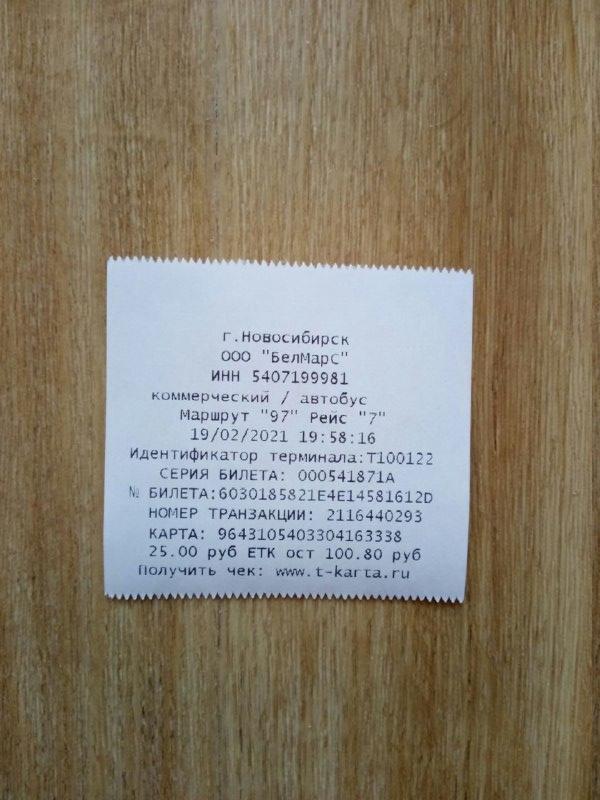 г.Новосибирск
ООО "БелМарс"
ИНН 5407199981
коммерческий / автобус
Маршрут "97" Рейс "7"
19/02/2021 19:58:16
Идентификатор терминала:Т100122
СЕРИЯ БИЛЕТА: 000541871А
№ БИЛЕТА:6030185821E4E14581612D
НОМЕР ТРАНЗАКЦИИ: 2116440293
КАРТА: 9643105403304163338
25.00 руб ЕТК ост 100.80 руб
Получить чек: www.t-karta.ru